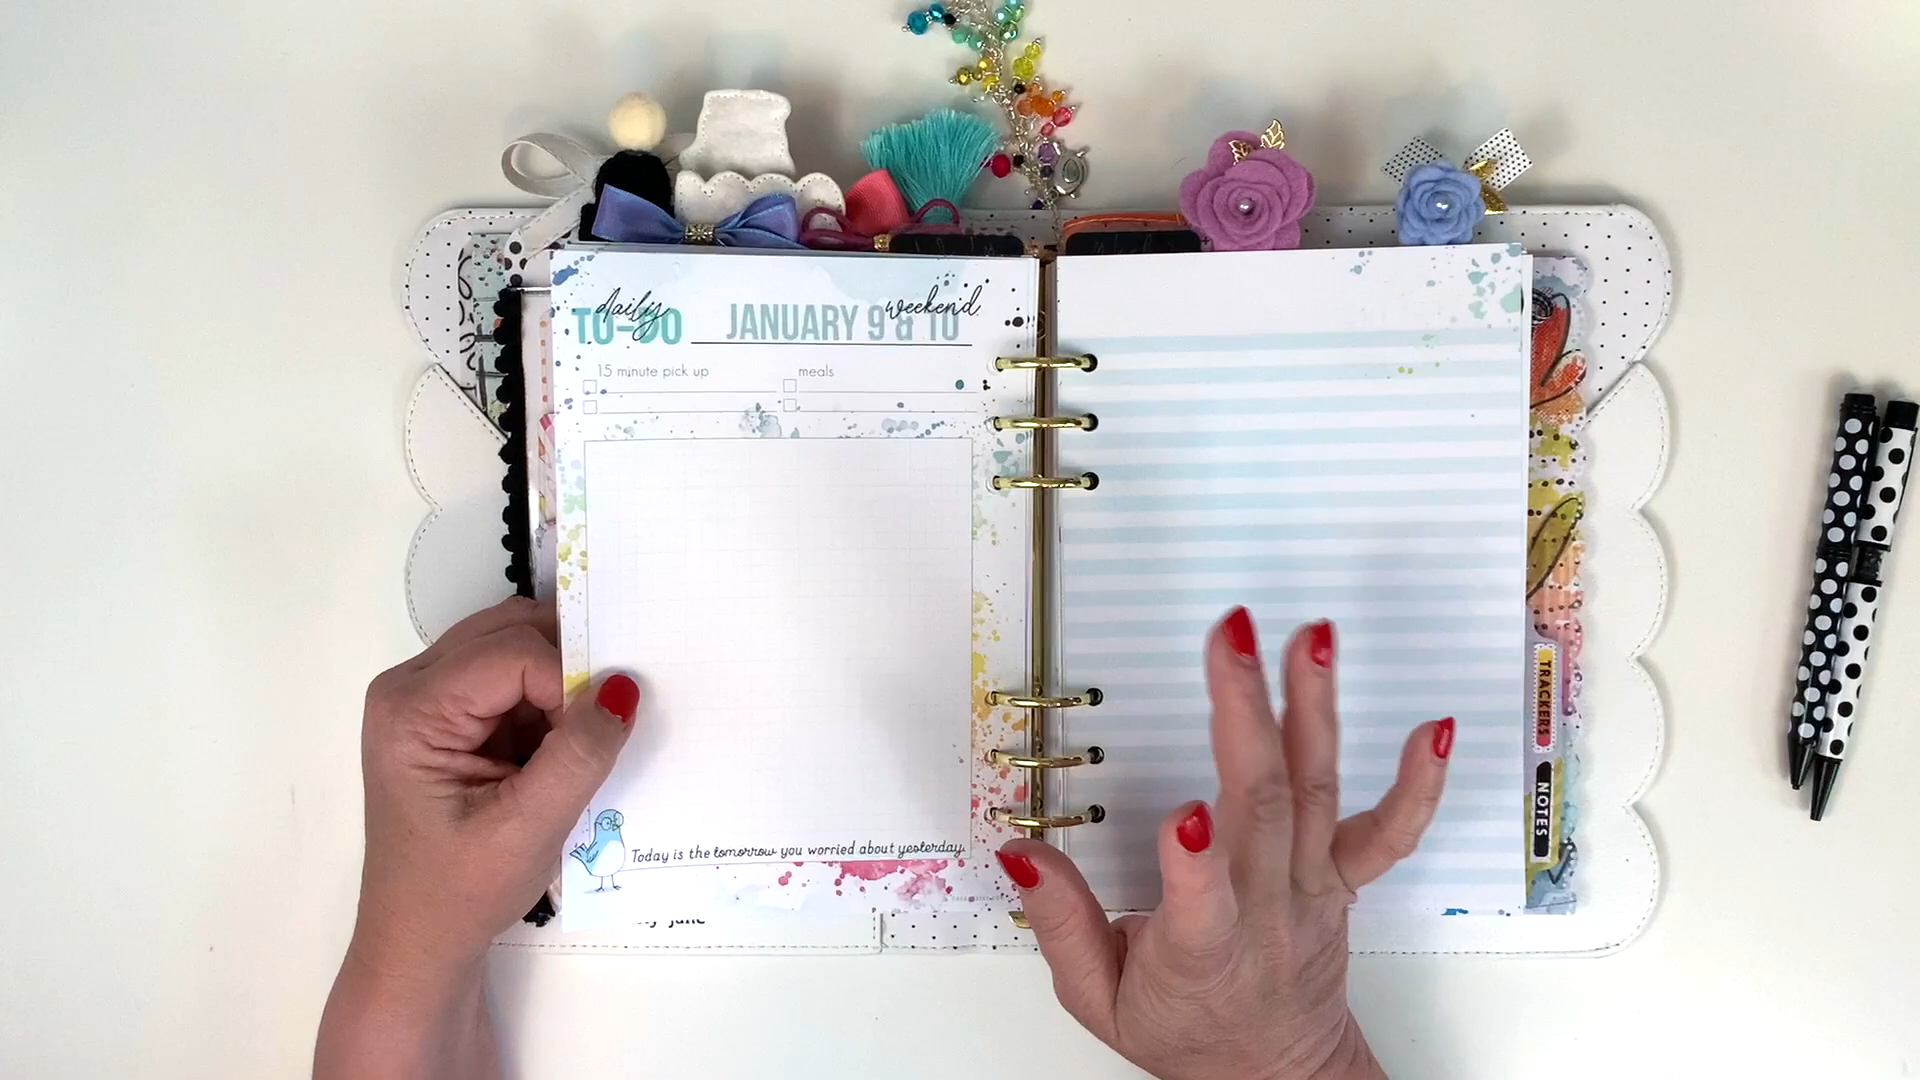 daily weekend
TO-DO JANUARY 9 & 10
15 minute pick up meals
Today is the tomorrow you worried about yesterday.
TRACKERS
NOTES